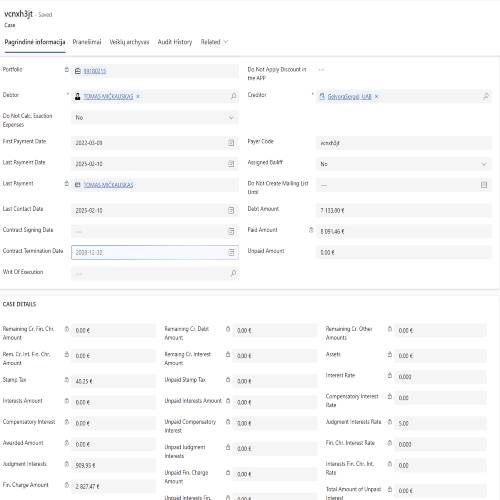 vcnxh3jt - Saved
Case
Pagrindinė informacija Pranešimai Veiklų archyvas Audit History Related
Portfolio 99100215
Do Not Apply Discount in the APP ---
Debtor * TOMAS MIČKAUSKAS ×
Creditor * GelvoraSergel, UAB ×
Do Not Calc. Exaction Expenses No
First Payment Date 2022-03-09
Payer Code vcnxh3jt
Last Payment Date 2025-02-10
Assigned Bailiff No
Last Payment TOMAS MIČKAUSKAS
Do Not Create Mailing List Until ---
Last Contact Date 2025-02-10
Debt Amount 7 133,80 €
Contract Signing Date ---
Paid Amount 8 091,46 €
Contract Termination Date 2008-12-30
Unpaid Amount 0,00 €
Writ Of Execution ---
CASE DETAILS
Remaining Cr. Fin. Chr. Amount 0,00 €
Remaining Cr. Debt Amount 0,00 €
Remaining Cr. Other Amounts 0,00 €
Rem. Cr. Int. Fin. Chr. Amount 0,00 €
Remaing Cr. Interest Amount 0,00 €
Assets 0,00 €
Stamp Tax 40,25 €
Unpaid Stamp Tax 0,00 €
Interest Rate 0,000
Interests Amount 0,00 €
Unpaid Interests Amount 0,00 €
Compensatory Interest Rate 0,00
Compensatory Interest 0,00 €
Unpaid Compensatory Interest 0,00 €
Judgment Interests Rate 5,00
Awarded Amount 0,00 €
Unpaid Judgment Interests 0,00 €
Fin. Chr. Interest Rate 0,000
Judgment Interests 909,95 €
Unpaid Fin. Charge Amount 0,00 €
Interests Fin. Chr. Int. Rate 0,00
Fin. Charge Amount 2 827,47 €
Unpaid Interests Fin.
Total Amount of Unpaid Interest 0,00 €